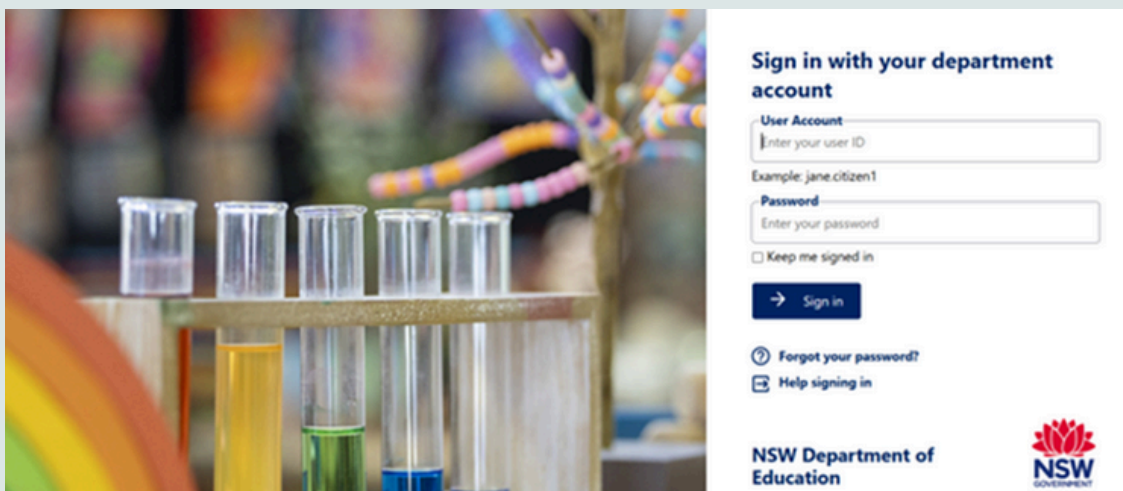 Sign in with your department
account
User Account
Enter your user ID
Example: jane.citizen1
Password
Enter your password
Keep me signed in
→ Sign in
Forgot your password?
Help signing in
NSW Department of
Education
NSW
GOVERNMENT